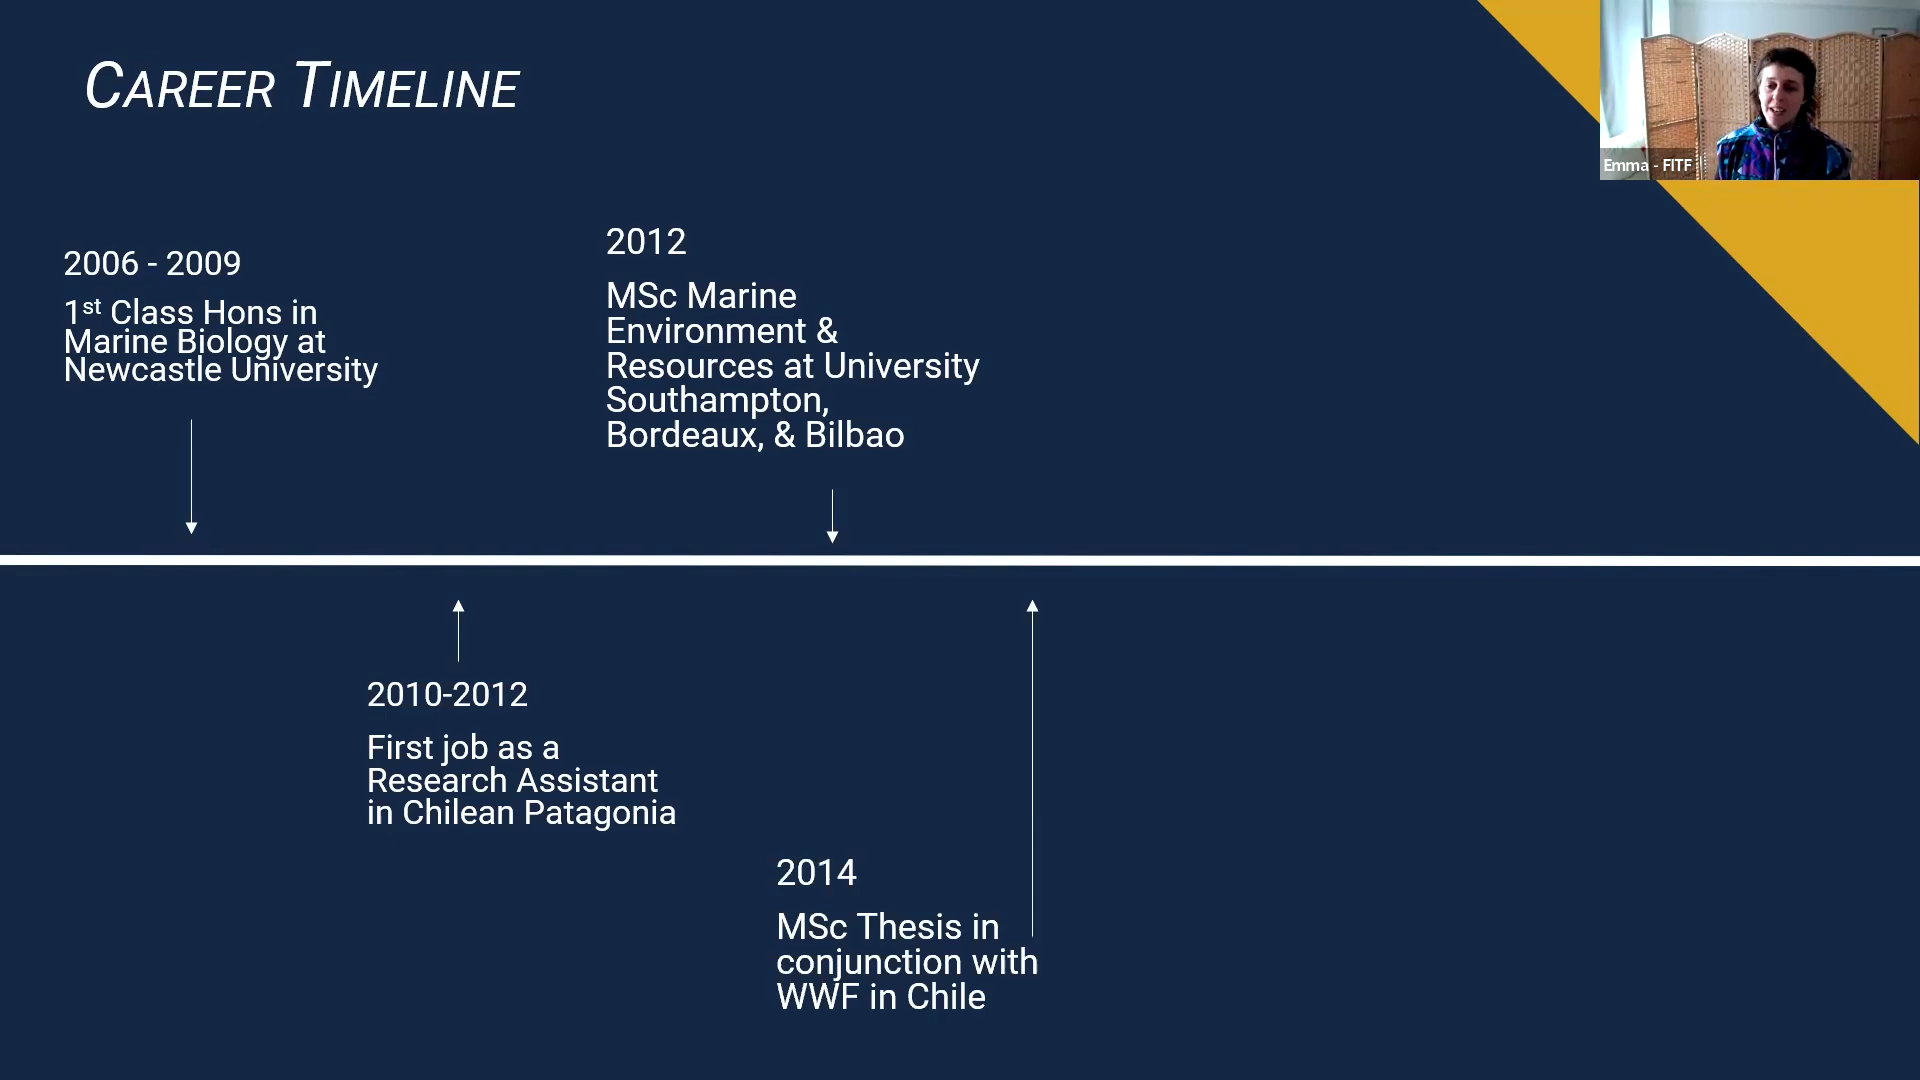 CAREER TIMELINE
Emma - FITF
2006 - 2009
1st Class Hons in
Marine Biology at
Newcastle University
2012
MSc Marine
Environment &
Resources at University
Southampton,
Bordeaux, & Bilbao
2010-2012
First job as a
Research Assistant
in Chilean Patagonia
2014
MSc Thesis in
conjunction with
WWF in Chile